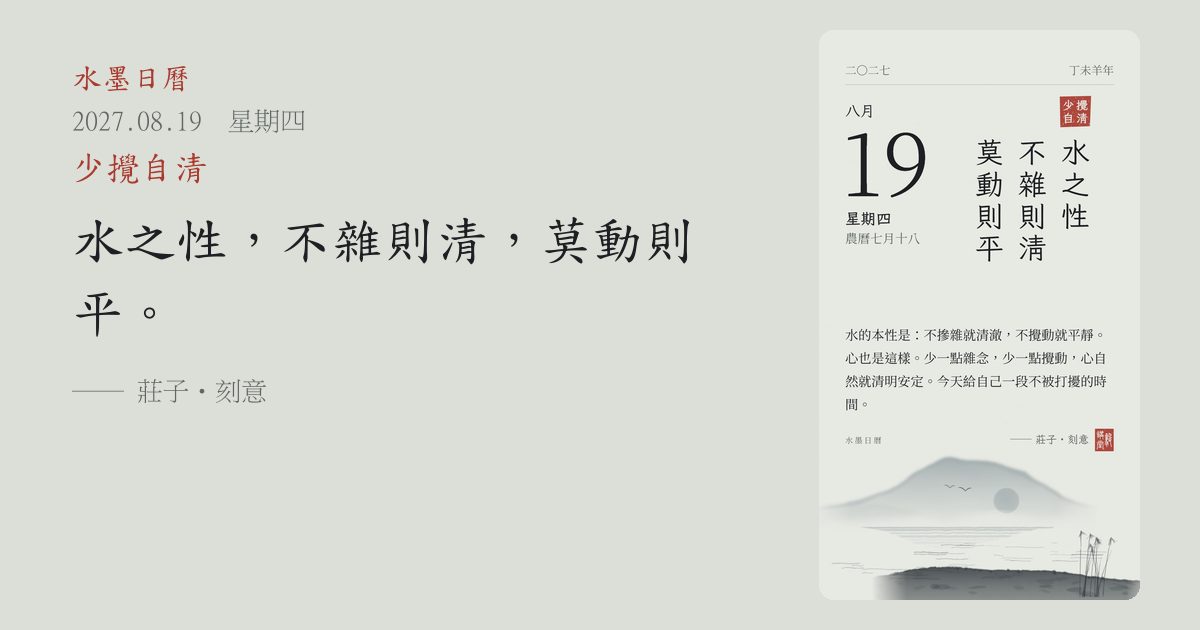 水墨日曆
2027.08.19 星期四
少攪自清
水之性，不雜則清，莫動則
平。
—— 莊子・刻意
二〇二七
丁未羊年
八月
19
星期四
農曆七月十八
少攪
自清
水之性
不雜則清
莫動則平
水的本性是：不摻雜就清澈，不攪動就平靜。
心也是這樣。少一點雜念，少一點攪動，心自
然就清明安定。今天給自己一段不被打擾的時
間。
水墨日曆
—— 莊子・刻意